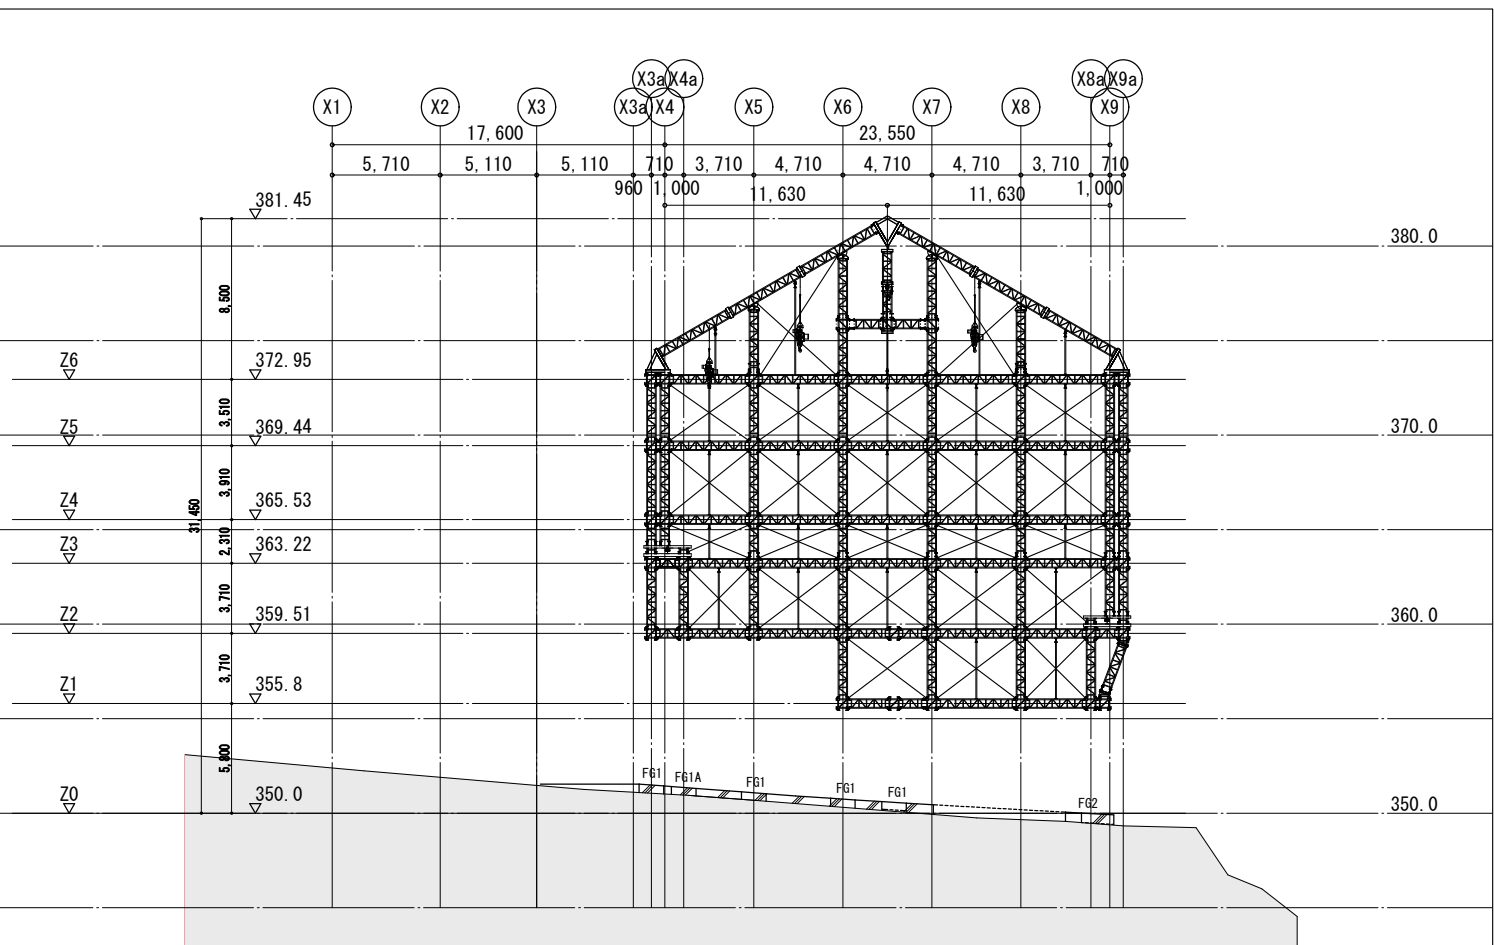 X3a X4a X8a X9a
X1 X2 X3 X3a X4 X5 X6 X7 X8 X9
17,600 23,550
5,710 5,110 5,110 710 3,710 4,710 4,710 4,710 3,710 710
960 1,000 11,630 11,630 1,000
381.45
380.0
8,500
Z6 372.95
3,510
Z5 369.44
370.0
3,910
Z4 365.53
31,450
2,310
Z3 363.22
3,710
Z2 359.51
360.0
3,710
Z1 355.8
5,800
FG1 FG1A FG1 FG1 FG1 FG2
Z0 350.0
350.0